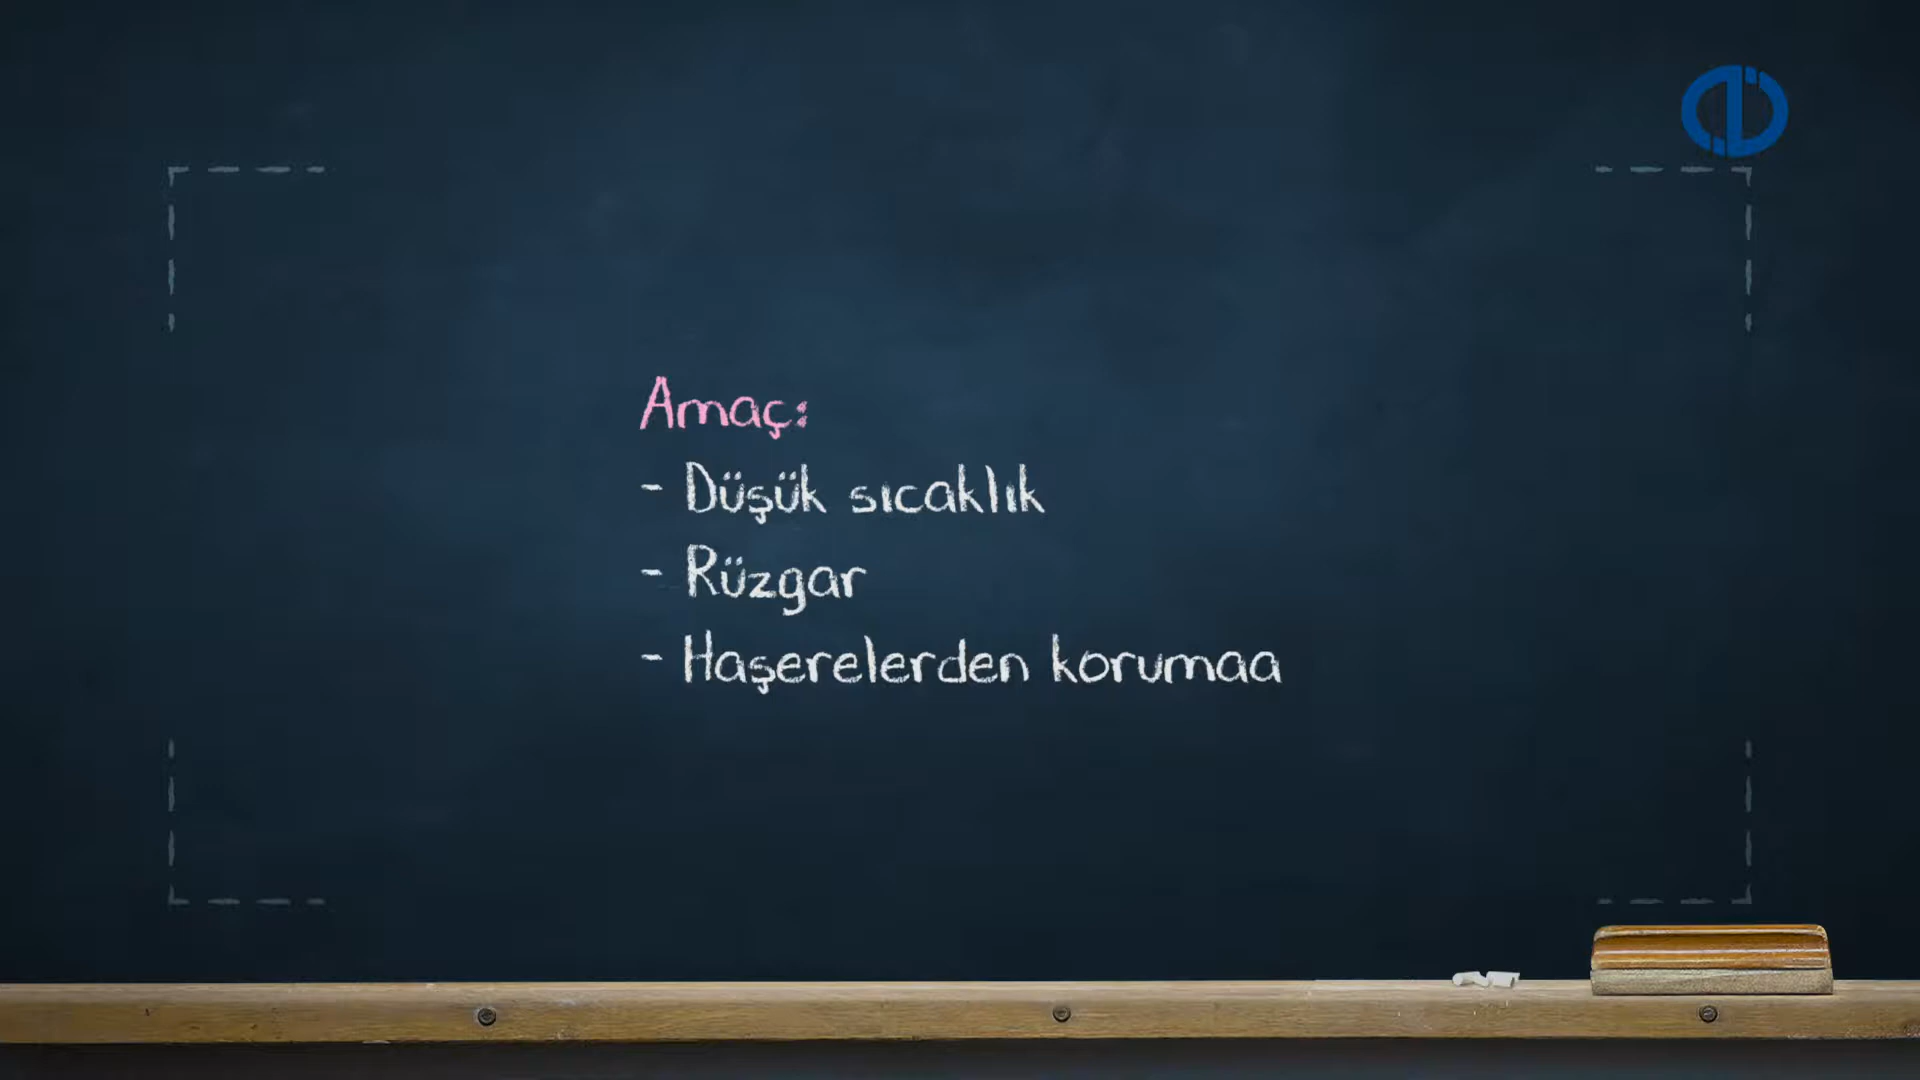 Amaç:
- Düşük sıcaklık
- Rüzgar
- Haşerelerden korumaa